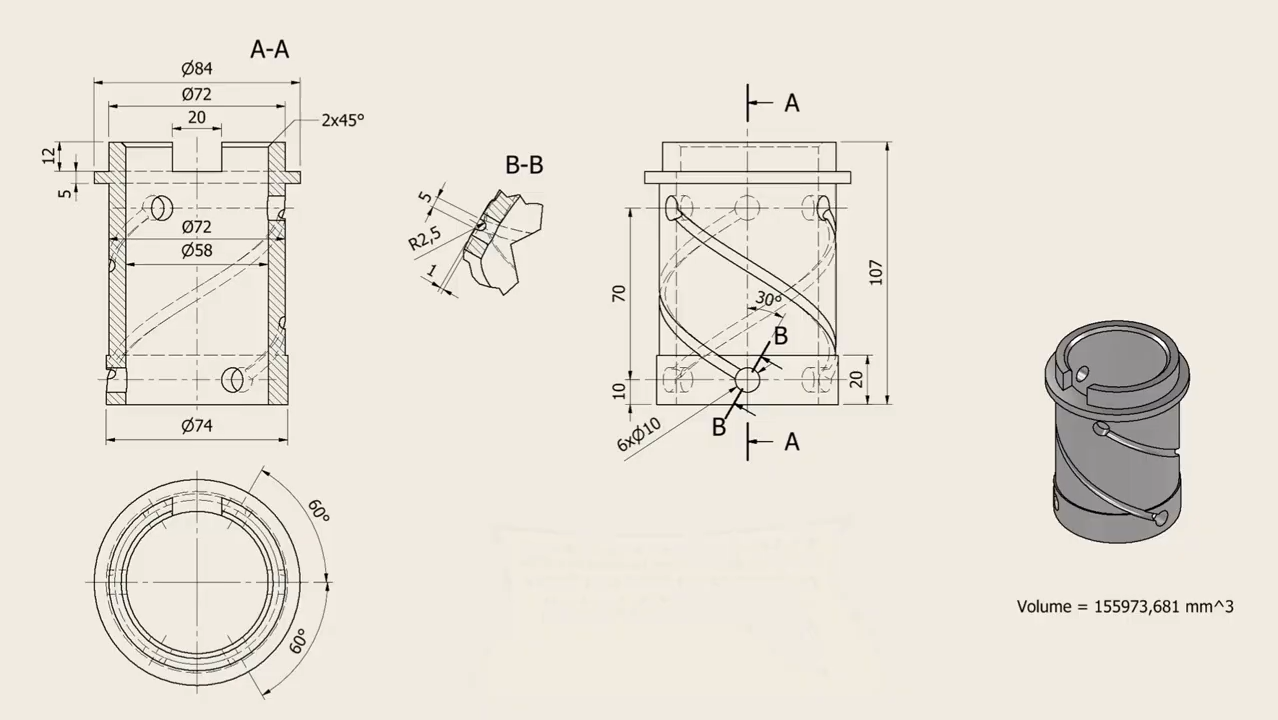 A-A
Ø84
Ø72
20
2x45°
12
5
Ø72
Ø58
Ø74
B-B
5
R2,5
1
A
70
10
30°
B
B
6xØ10
A
20
107
60°
60°
Volume = 155973,681 mm^3